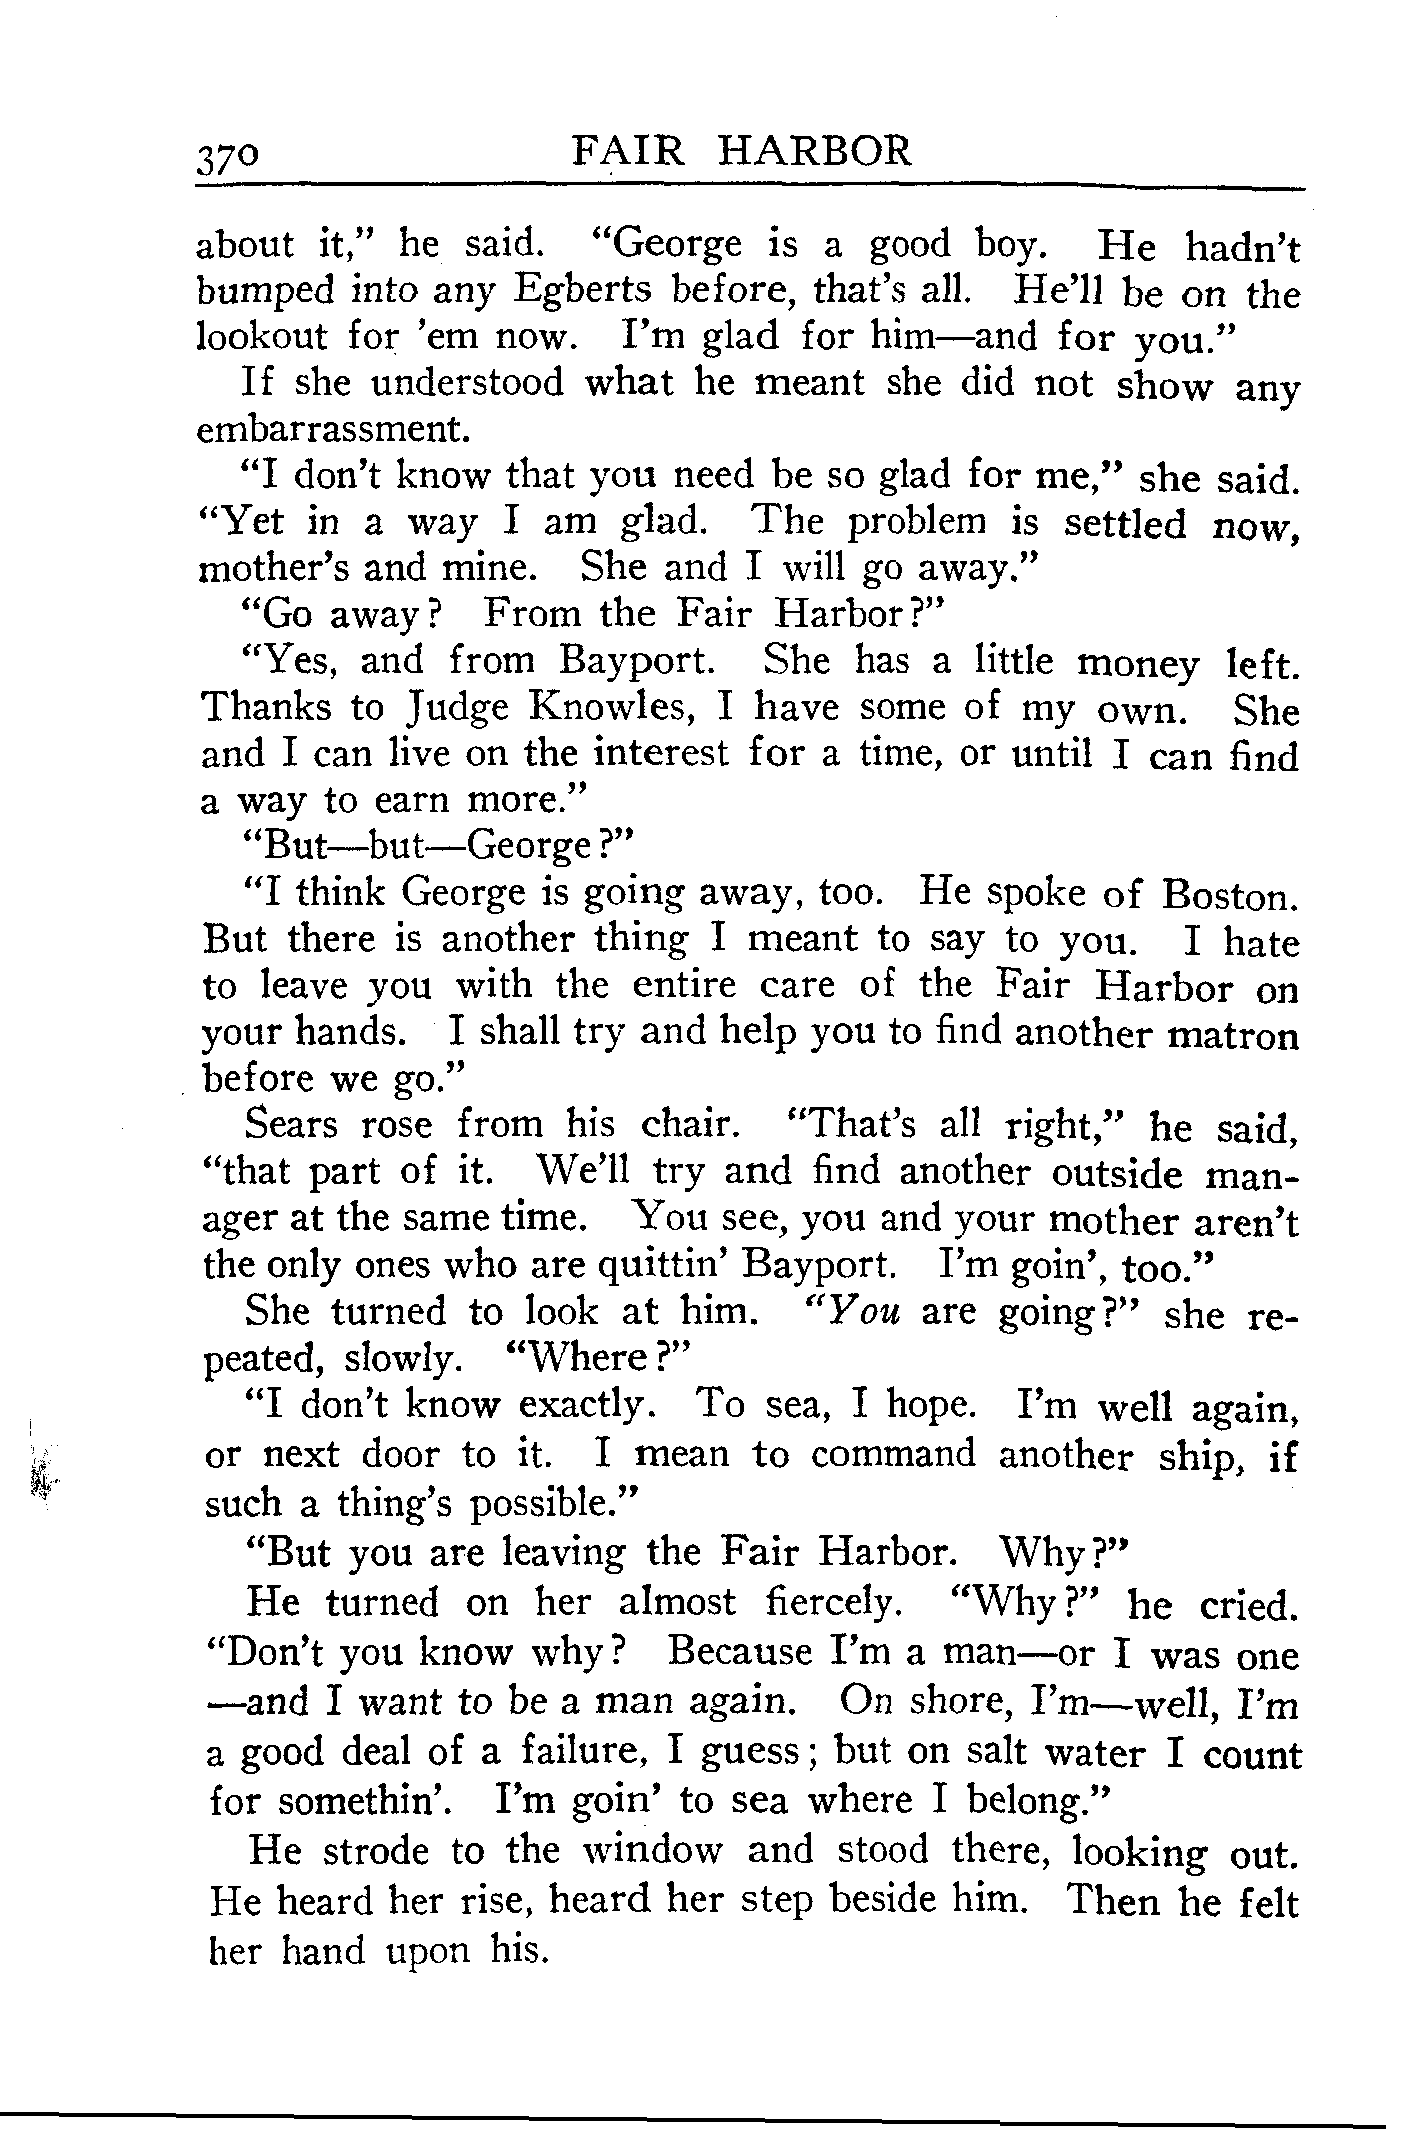 370 FAIR HARBOR
about it,” he said. “George is a good boy. He hadn’t
bumped into any Egberts before, that’s all. He’ll be on the
lookout for ’em now. I’m glad for him—and for you.”
If she understood what he meant she did not show any
embarrassment.
“I don’t know that you need be so glad for me,” she said.
“Yet in a way I am glad. The problem is settled now,
mother’s and mine. She and I will go away.”
“Go away? From the Fair Harbor?”
“Yes, and from Bayport. She has a little money left.
Thanks to Judge Knowles, I have some of my own. She
and I can live on the interest for a time, or until I can find
a way to earn more.”
“But—but—George?”
“I think George is going away, too. He spoke of Boston.
But there is another thing I meant to say to you. I hate
to leave you with the entire care of the Fair Harbor on
your hands. I shall try and help you to find another matron
before we go.”
Sears rose from his chair. “That’s all right,” he said,
“that part of it. We’ll try and find another outside man-
ager at the same time. You see, you and your mother aren’t
the only ones who are quittin’ Bayport. I’m goin’, too.”
She turned to look at him. “You are going?” she re-
peated, slowly. “Where?”
“I don’t know exactly. To sea, I hope. I’m well again,
or next door to it. I mean to command another ship, if
such a thing’s possible.”
“But you are leaving the Fair Harbor. Why?”
He turned on her almost fiercely. “Why?” he cried.
“Don’t you know why? Because I’m a man—or I was one
—and I want to be a man again. On shore, I’m—well, I’m
a good deal of a failure, I guess; but on salt water I count
for somethin’. I’m goin’ to sea where I belong.”
He strode to the window and stood there, looking out.
He heard her rise, heard her step beside him. Then he felt
her hand upon his.